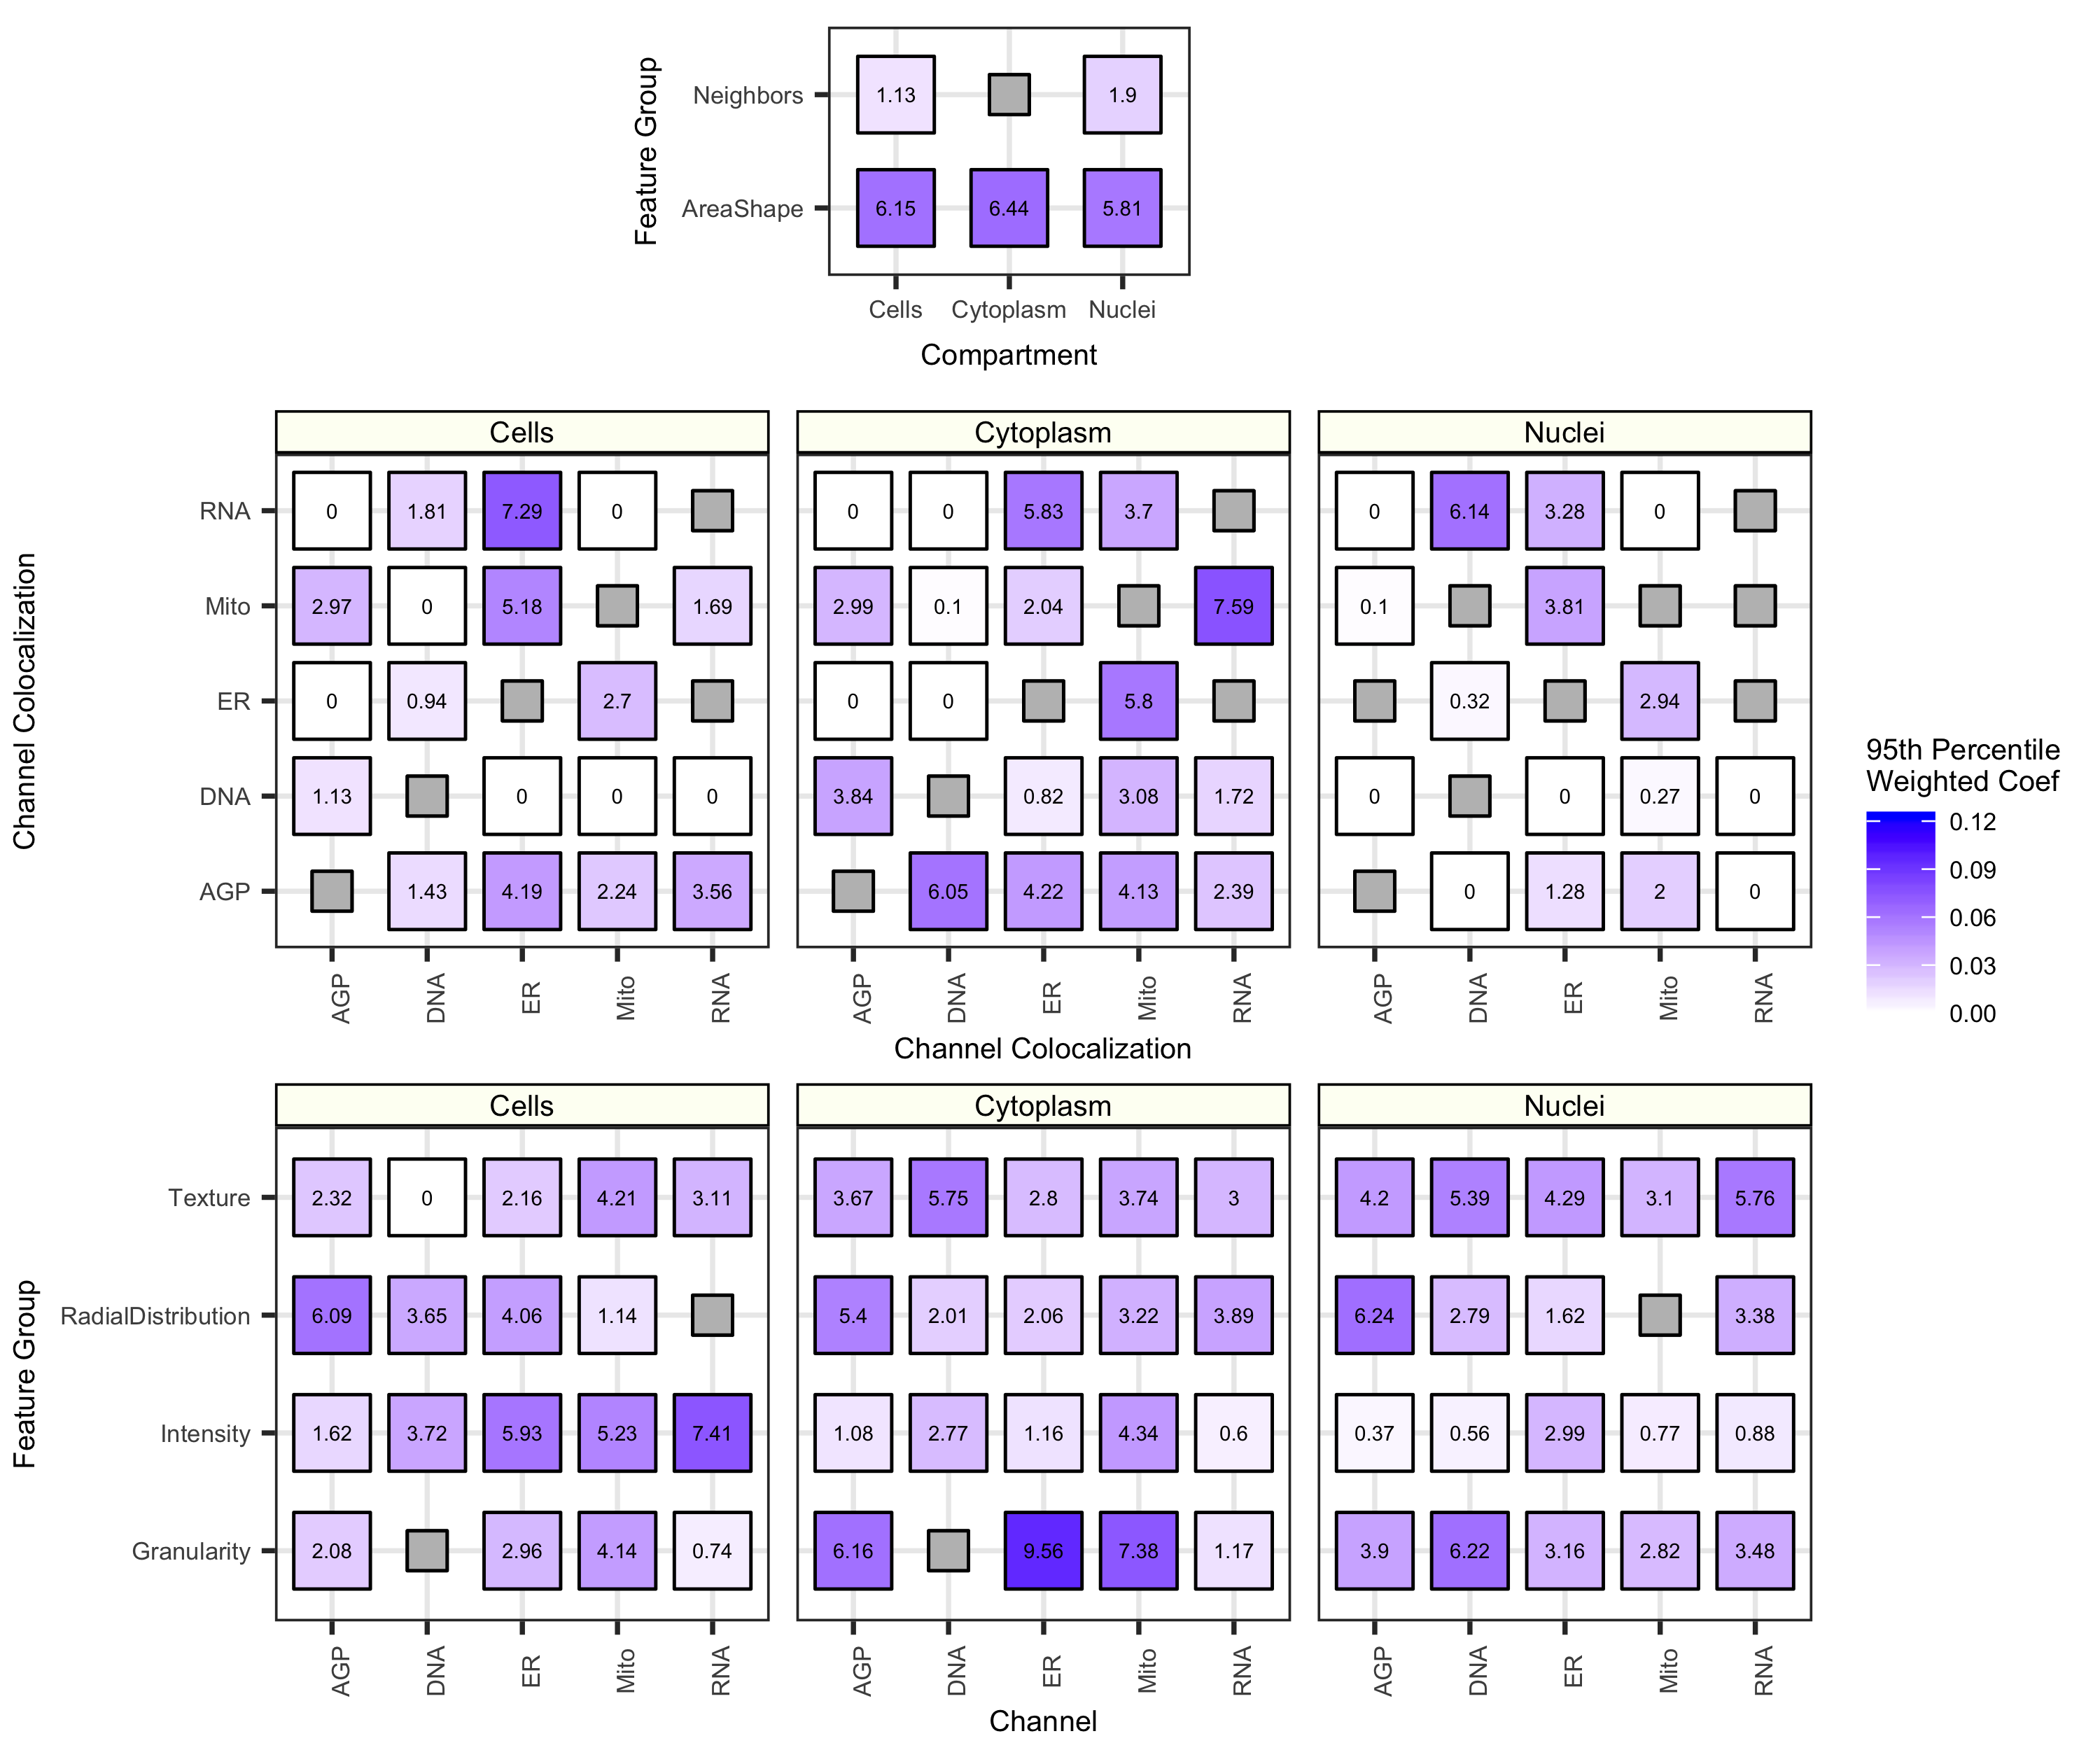 Feature Group
Neighbors 1.13 1.9
AreaShape 6.15 6.44 5.81
Cells Cytoplasm Nuclei
Compartment
Channel Colocalization
Cells Cytoplasm Nuclei
RNA 0 1.81 7.29 0 0 0 5.83 3.7 0 6.14 3.28 0
Mito 2.97 0 5.18 1.69 2.99 0.1 2.04 7.59 0.1 3.81
ER 0 0.94 2.7 0 0 5.8 0.32 2.94
DNA 1.13 0 0 0 3.84 0.82 3.08 1.72 0 0 0.27 0
AGP 1.43 4.19 2.24 3.56 6.05 4.22 4.13 2.39 0 1.28 2 0
AGP DNA ER Mito RNA AGP DNA ER Mito RNA AGP DNA ER Mito RNA
Channel Colocalization
95th Percentile
Weighted Coef
0.12
0.09
0.06
0.03
0.00
Feature Group
Cells Cytoplasm Nuclei
Texture 2.32 0 2.16 4.21 3.11 3.67 5.75 2.8 3.74 3 4.2 5.39 4.29 3.1 5.76
RadialDistribution 6.09 3.65 4.06 1.14 5.4 2.01 2.06 3.22 3.89 6.24 2.79 1.62 3.38
Intensity 1.62 3.72 5.93 5.23 7.41 1.08 2.77 1.16 4.34 0.6 0.37 0.56 2.99 0.77 0.88
Granularity 2.08 2.96 4.14 0.74 6.16 9.56 7.38 1.17 3.9 6.22 3.16 2.82 3.48
AGP DNA ER Mito RNA AGP DNA ER Mito RNA AGP DNA ER Mito RNA
Channel